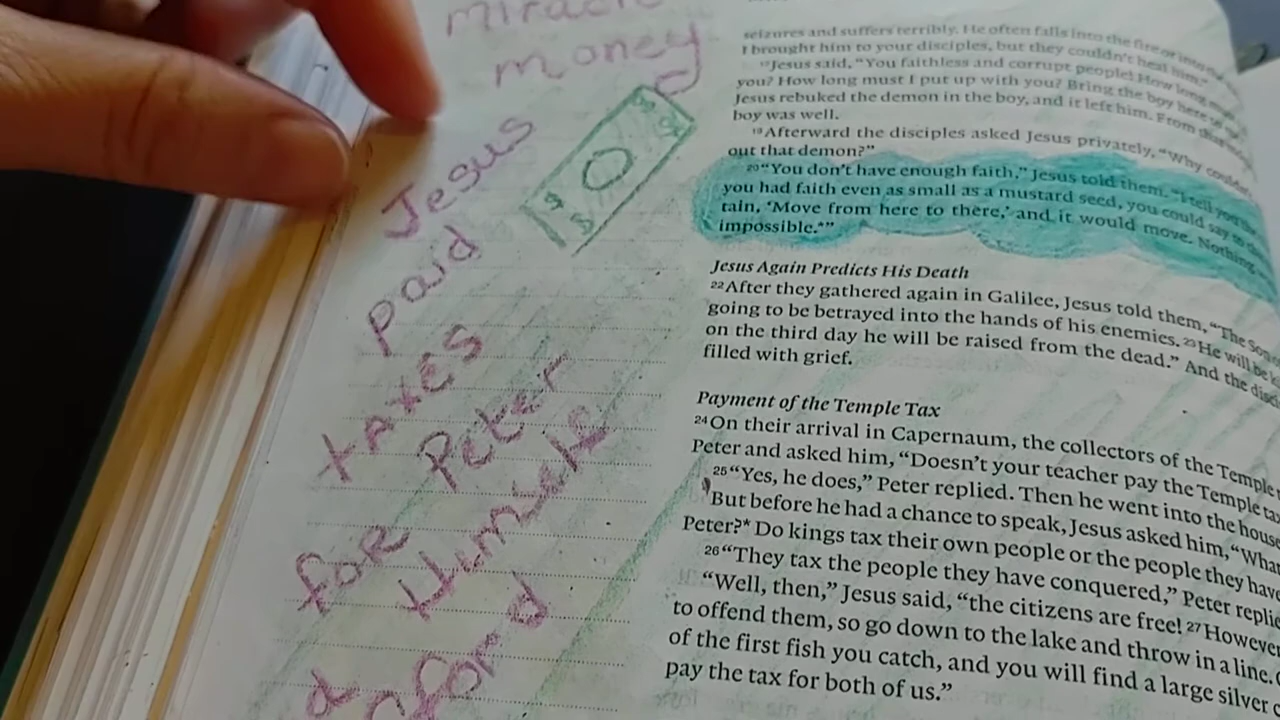 miracle
money
Jesus
paid
taxes
for Peter
Himself
d
seizures and suffers terribly. He often falls into the fire or into
I brought him to your disciples, but they couldn't heal him."
17Jesus said, "You faithless and corrupt people! How long must
you? How long must I put up with you? Bring the boy here to
Jesus rebuked the demon in the boy, and it left him. From
boy was well.
19Afterward the disciples asked Jesus privately, "Why couldn't
out that demon?"
20"You don't have enough faith," Jesus told them. "I tell you
you had faith even as small as a mustard seed, you could say to
tain, 'Move from here to there,' and it would move. Nothing
impossible.*"
Jesus Again Predicts His Death
22After they gathered again in Galilee, Jesus told them, "The Son
going to be betrayed into the hands of his enemies. 23He will be
on the third day he will be raised from the dead." And the
filled with grief.
Payment of the Temple Tax
24On their arrival in Capernaum, the collectors of the Temple
Peter and asked him, "Doesn't your teacher pay the Temple
25"Yes, he does," Peter replied. Then he went into the house
But before he had a chance to speak, Jesus asked him, "What
Peter?* Do kings tax their own people or the people they have
26"They tax the people they have conquered," Peter
"Well, then," Jesus said, "the citizens are free! 27However
to offend them, so go down to the lake and throw in a line.
of the first fish you catch, and you will find a large silver
pay the tax for both of us."